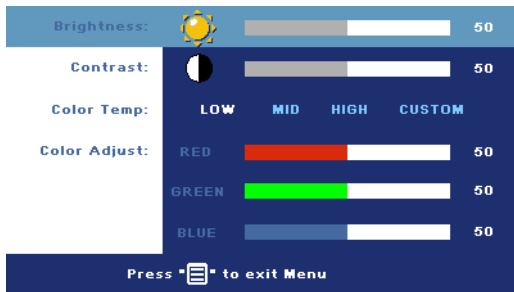 Brightness: 50
Contrast: 50
Color Temp: LOW MID HIGH CUSTOM
Color Adjust: RED 50
GREEN 50
BLUE 50
Press "" to exit Menu